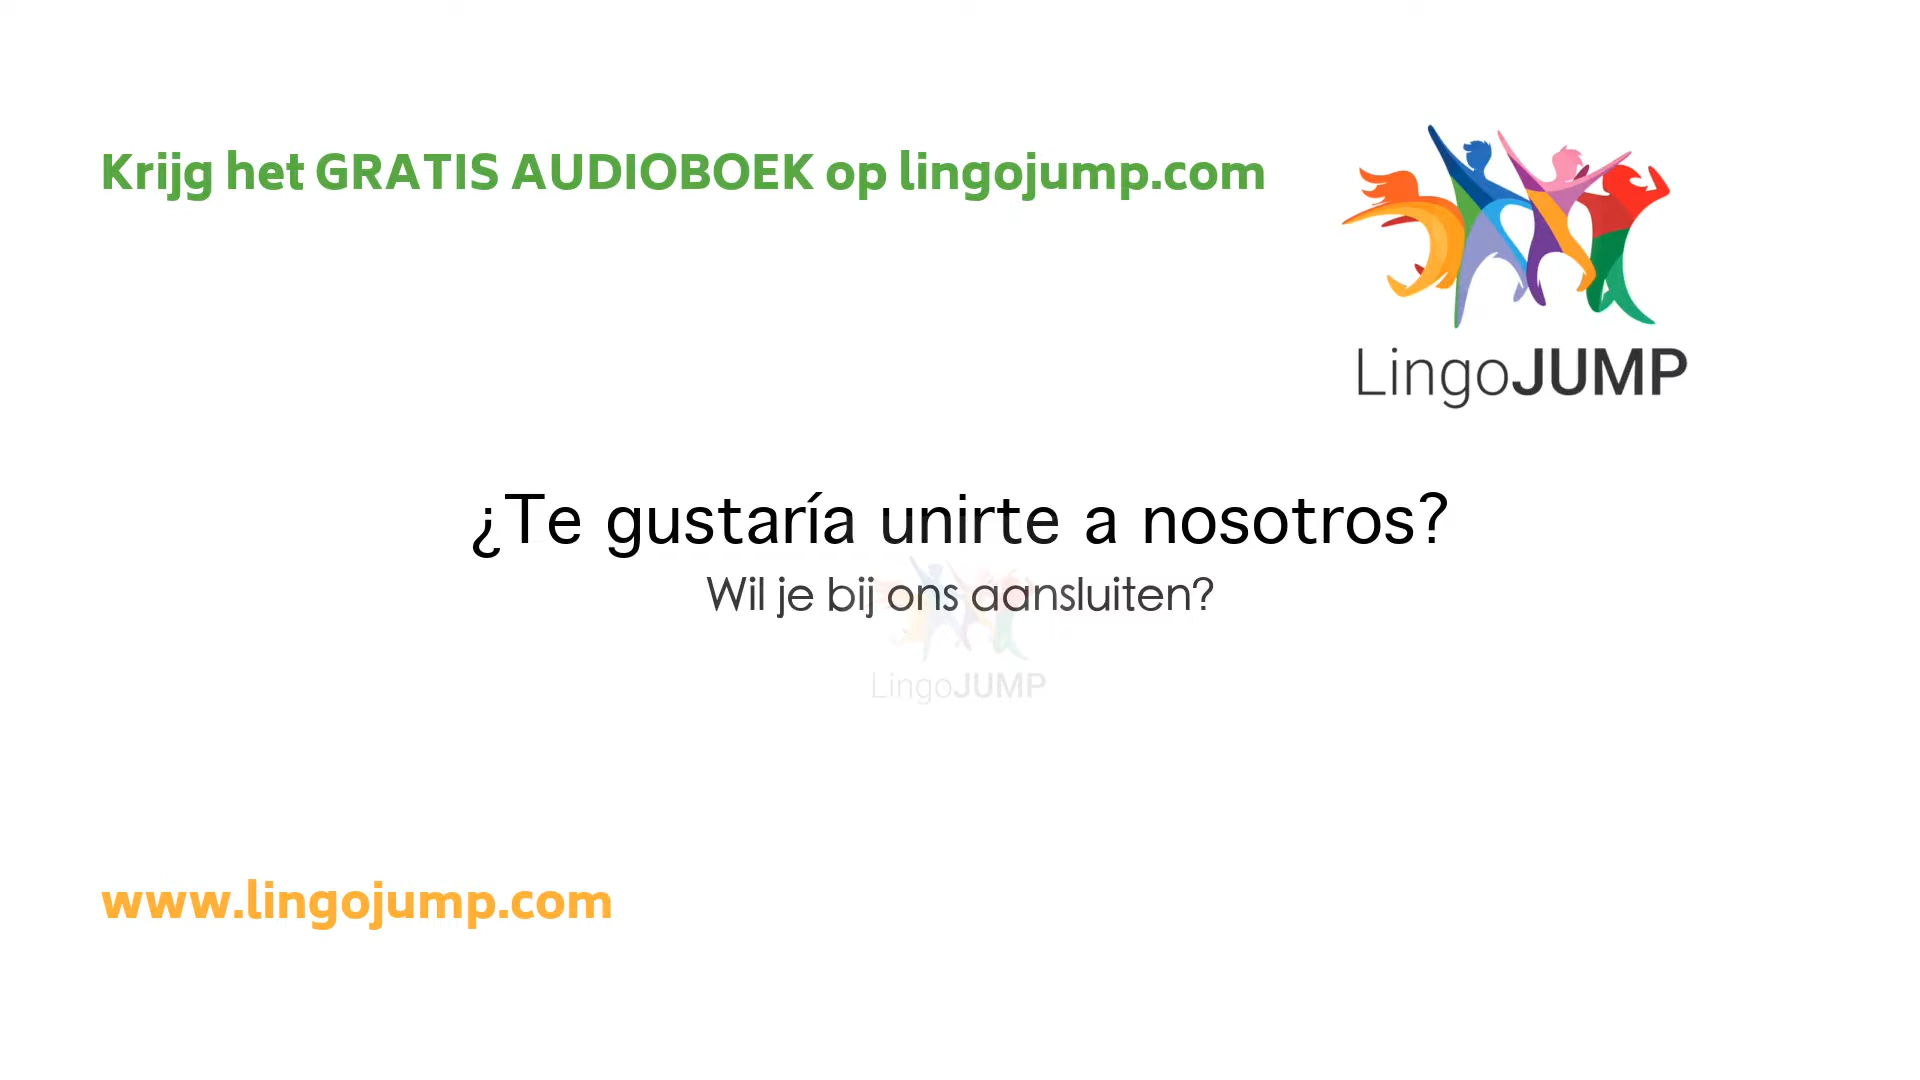 Krijg het GRATIS AUDIOBOEK op lingojump.com
LingoJUMP
¿Te gustaría unirte a nosotros?
Wil je bij ons aansluiten?
LingoJUMP
www.lingojump.com